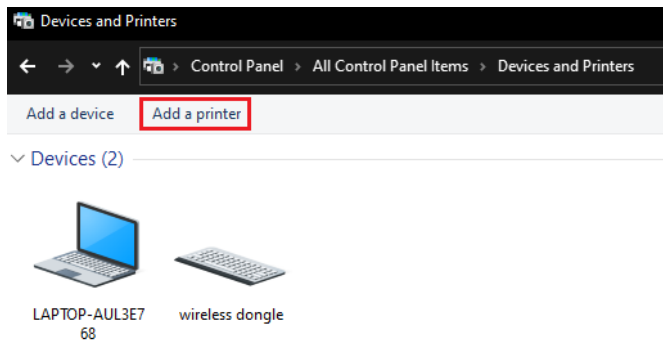 Devices and Printers
Control Panel > All Control Panel Items > Devices and Printers
Add a device Add a printer
Devices (2)
LAPTOP-AUL3E7
68
wireless dongle